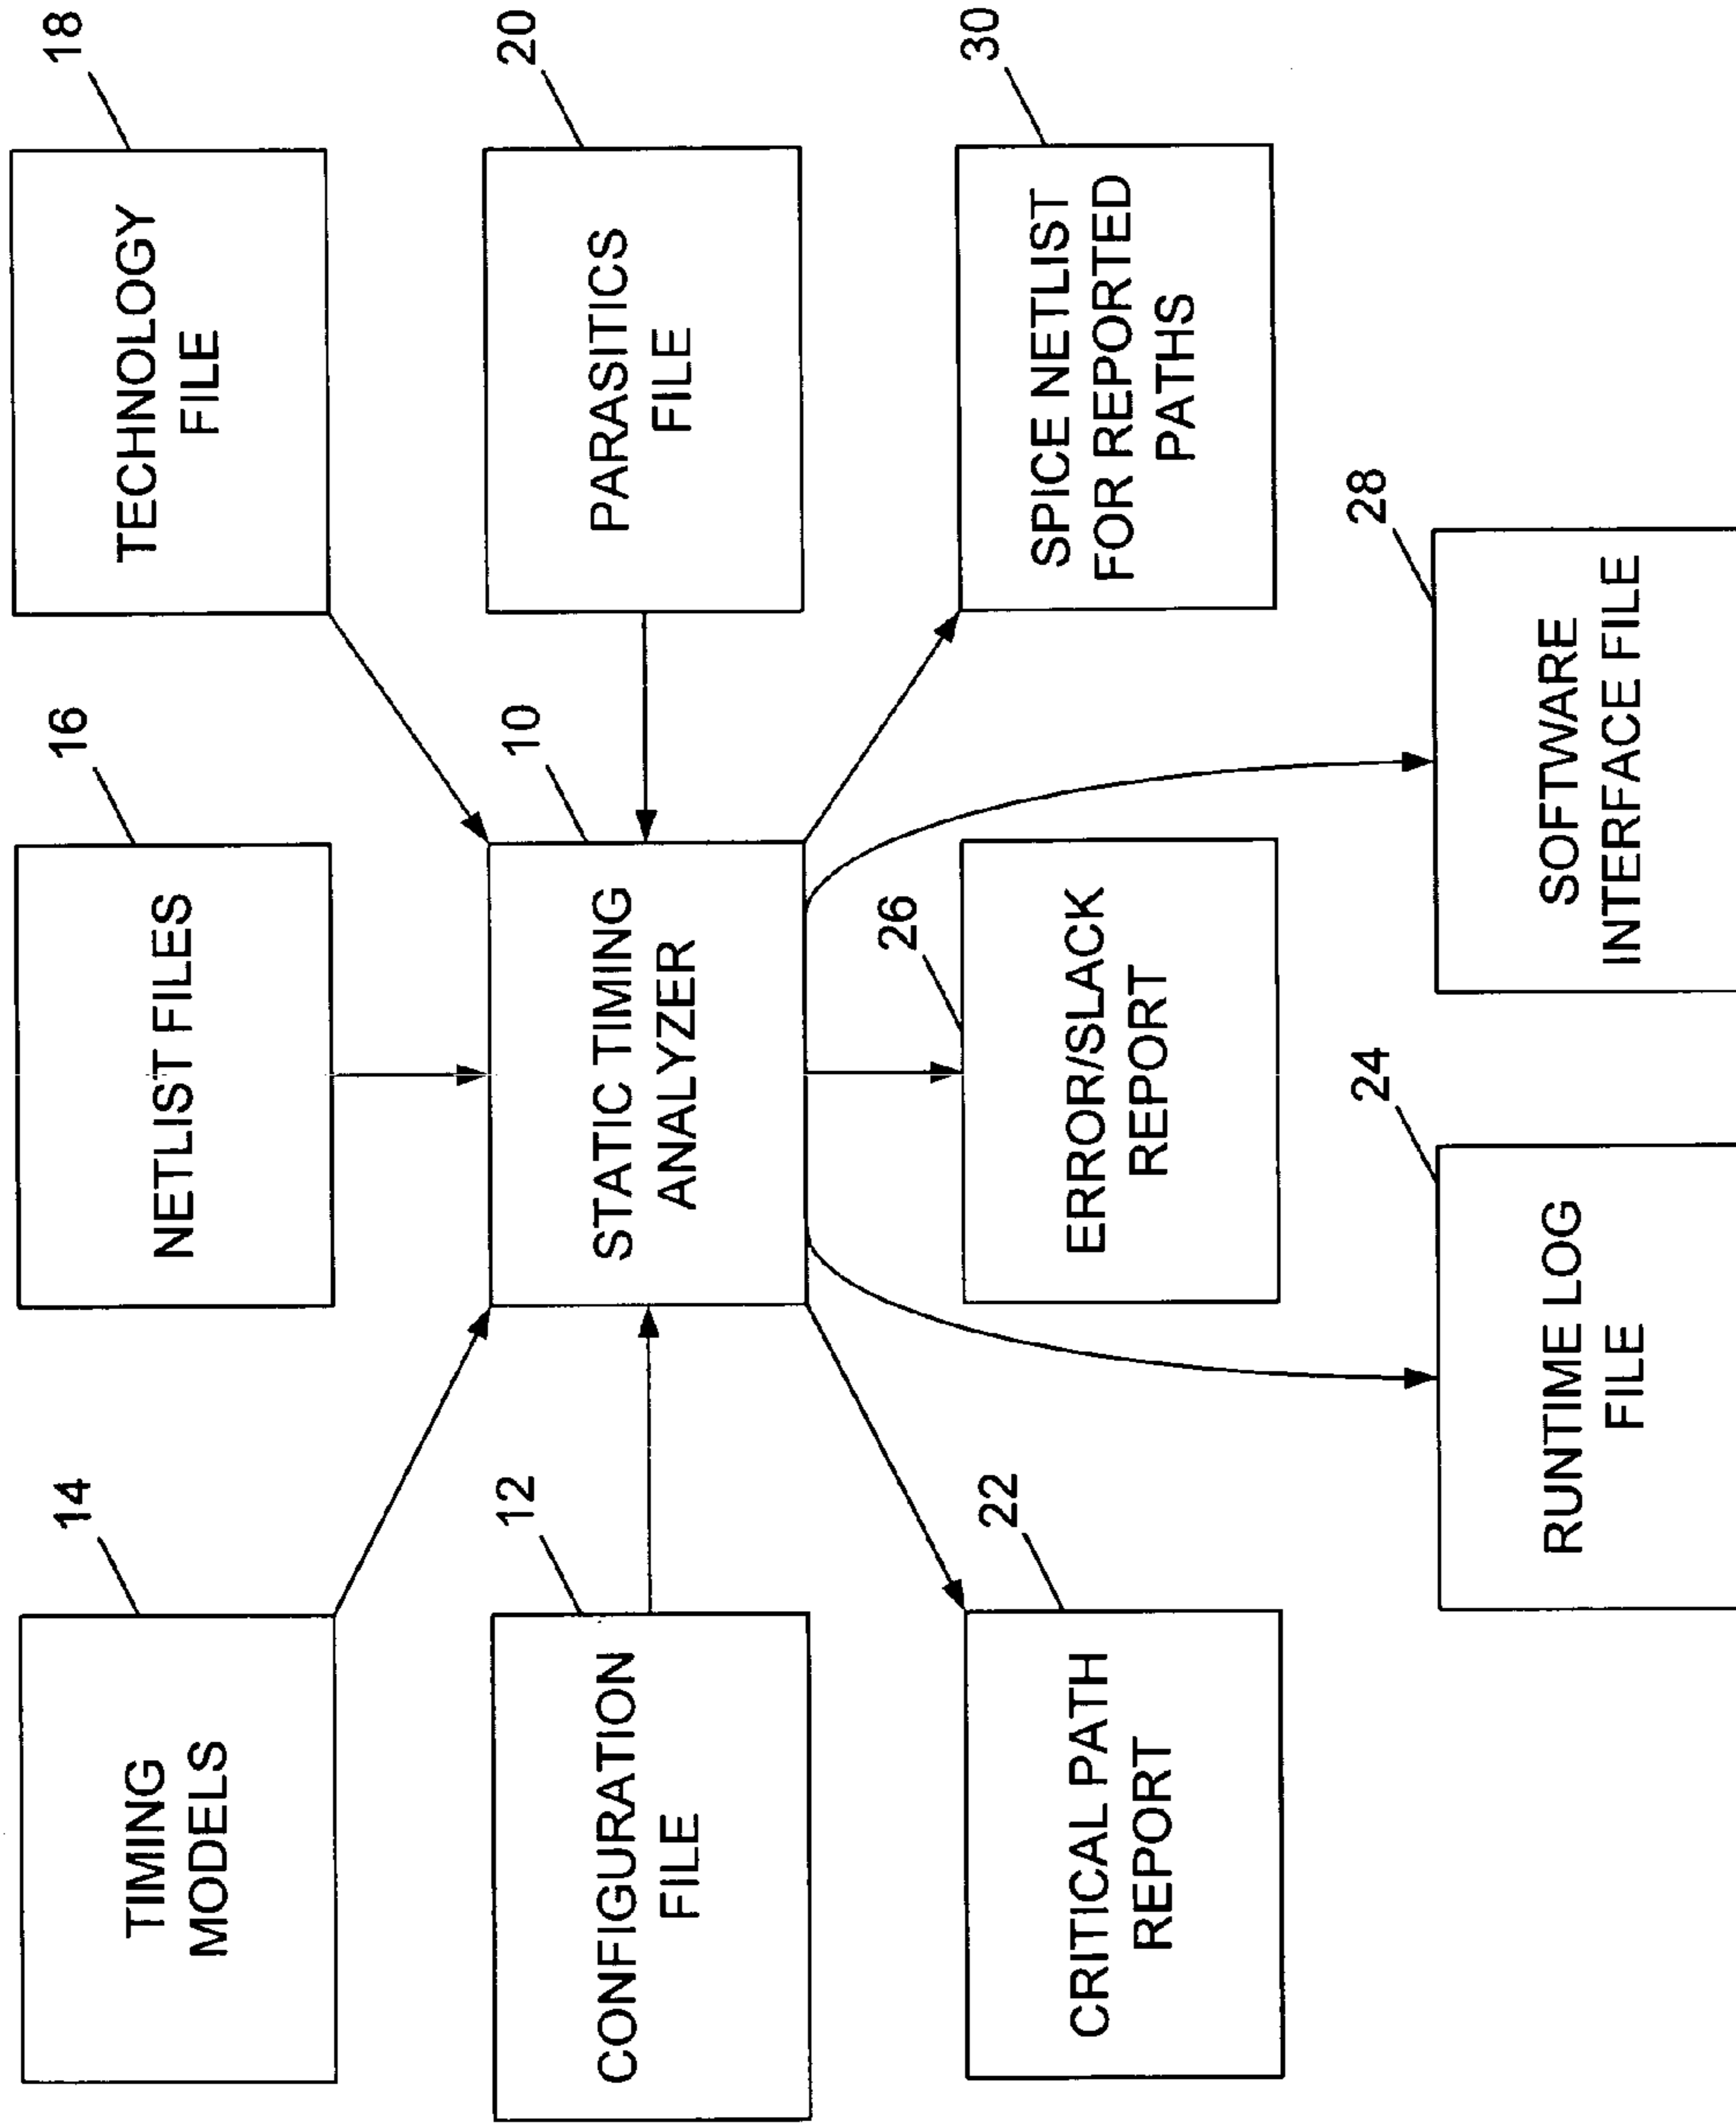 14
TIMING
MODELS
16
NETLIST FILES
18
TECHNOLOGY
FILE
12
CONFIGURATION
FILE
10
STATIC TIMING
ANALYZER
20
PARASITICS
FILE
22
CRITICAL PATH
REPORT
26
ERROR/SLACK
REPORT
30
SPICE NETLIST
FOR REPORTED
PATHS
24
RUNTIME LOG
FILE
28
SOFTWARE
INTERFACE FILE